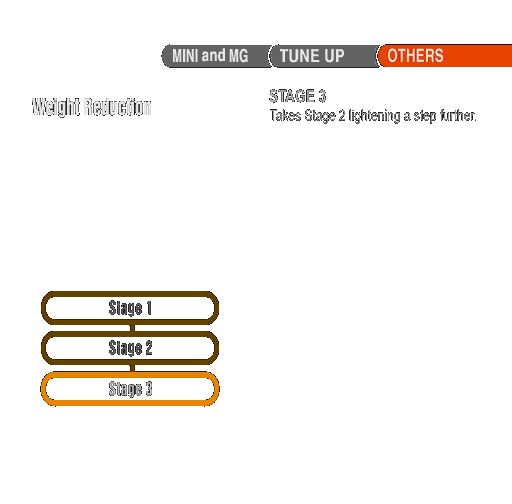 MINI and MG
TUNE UP
OTHERS
Weight Reduction
STAGE 3
Takes Stage 2 lightening a step further.
Stage 1
Stage 2
Stage 3